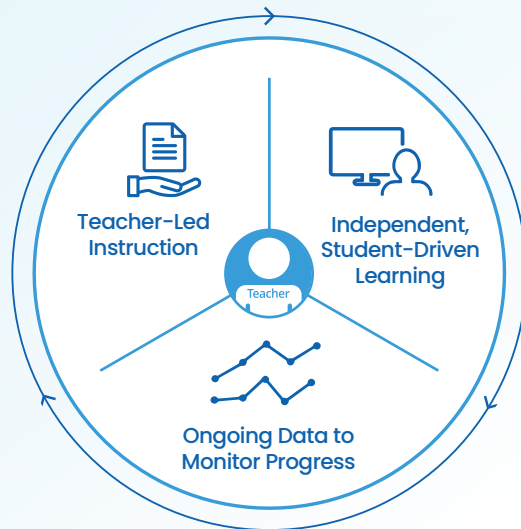 Teacher-Led
Instruction
Independent,
Student-Driven
Learning
Teacher
Ongoing Data to
Monitor Progress